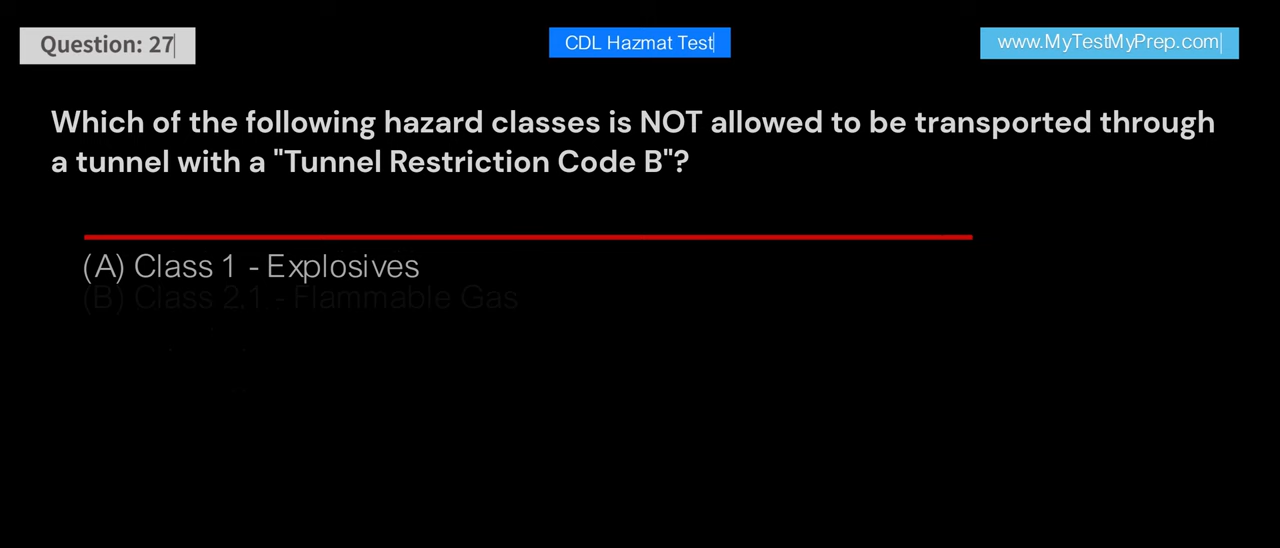 Question: 27
CDL Hazmat Test
www.MyTestMyPrep.com
Which of the following hazard classes is NOT allowed to be transported through
a tunnel with a "Tunnel Restriction Code B"?
(A) Class 1 - Explosives
(B) Class 2.1 - Flammable Gas